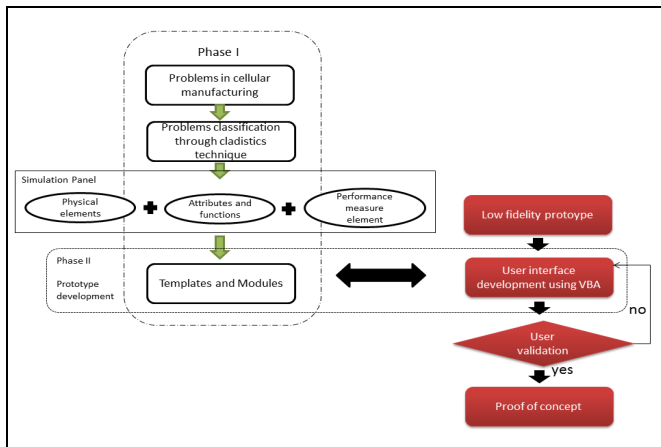 Phase I
Problems in cellular
manufacturing
Problems classification
through cladistics
technique
Simulation Panel
Physical
elements
Attributes and
functions
Performance
measure
element
Low fidelity protoype
Phase II
Prototype
development
Templates and Modules
User interface
development using VBA
no
User
validation
yes
Proof of concept